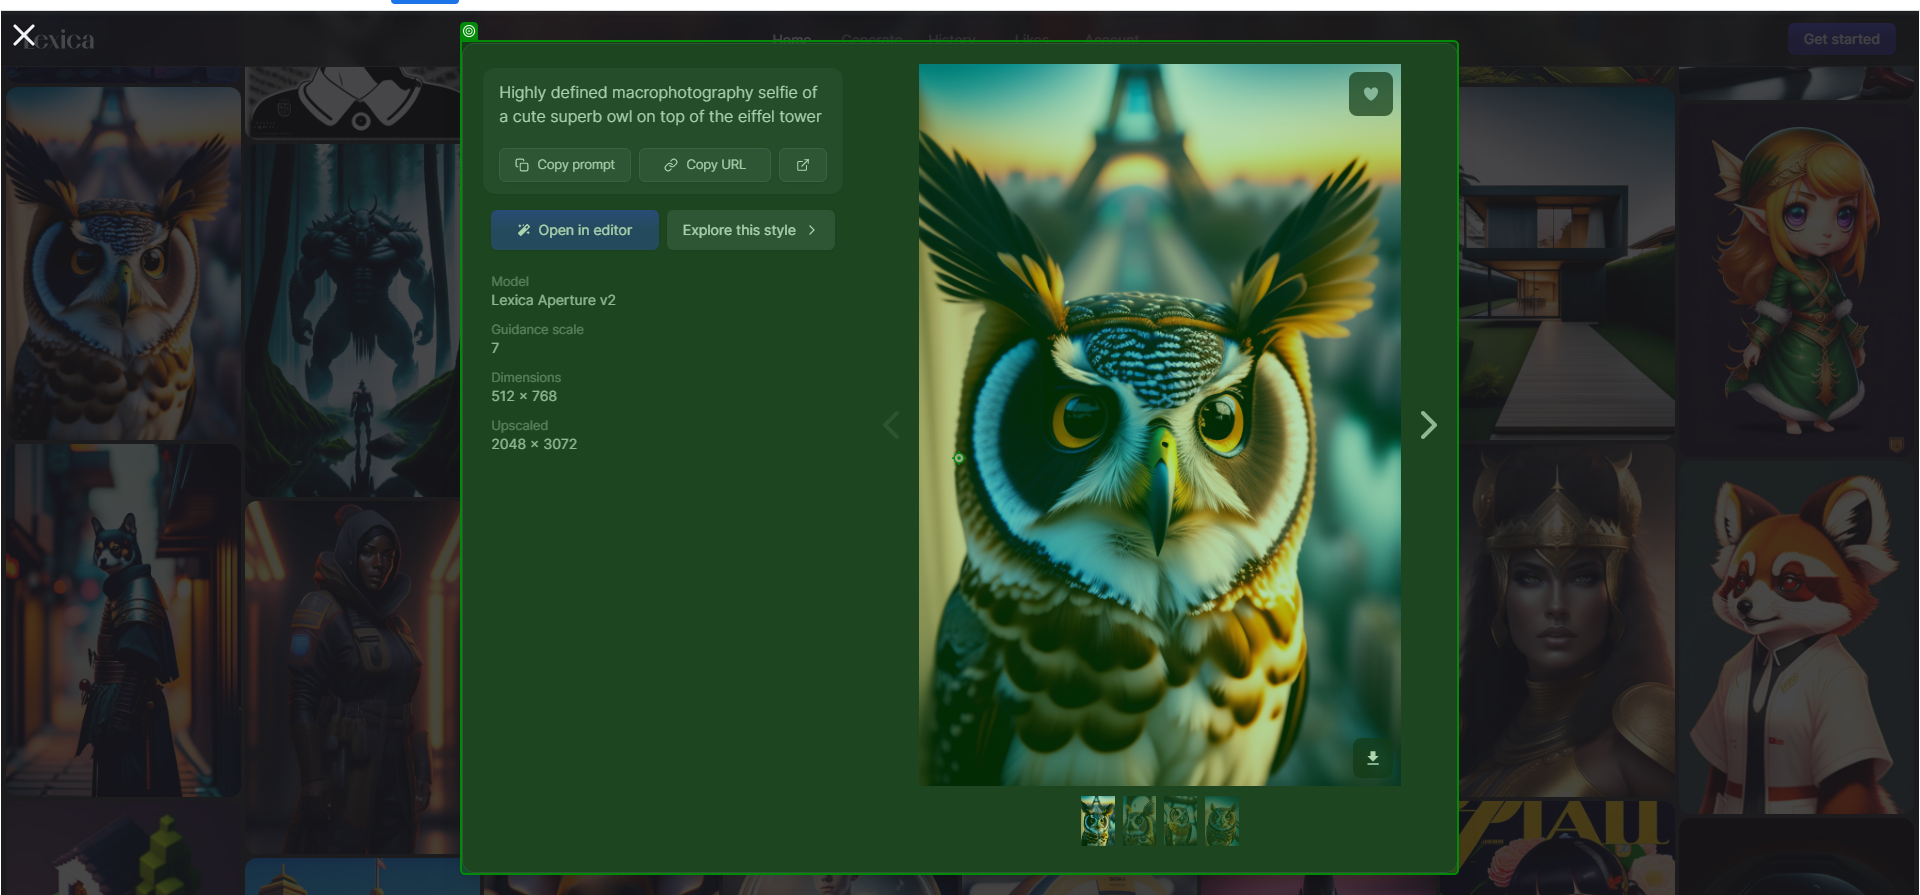 Lexica
Home
Generate
History
Likes
Account
Get started
Highly defined macrophotography selfie of
a cute superb owl on top of the eiffel tower
Copy prompt
Copy URL
Open in editor
Explore this style
Model
Lexica Aperture v2
Guidance scale
7
Dimensions
512 × 768
Upscaled
2048 × 3072